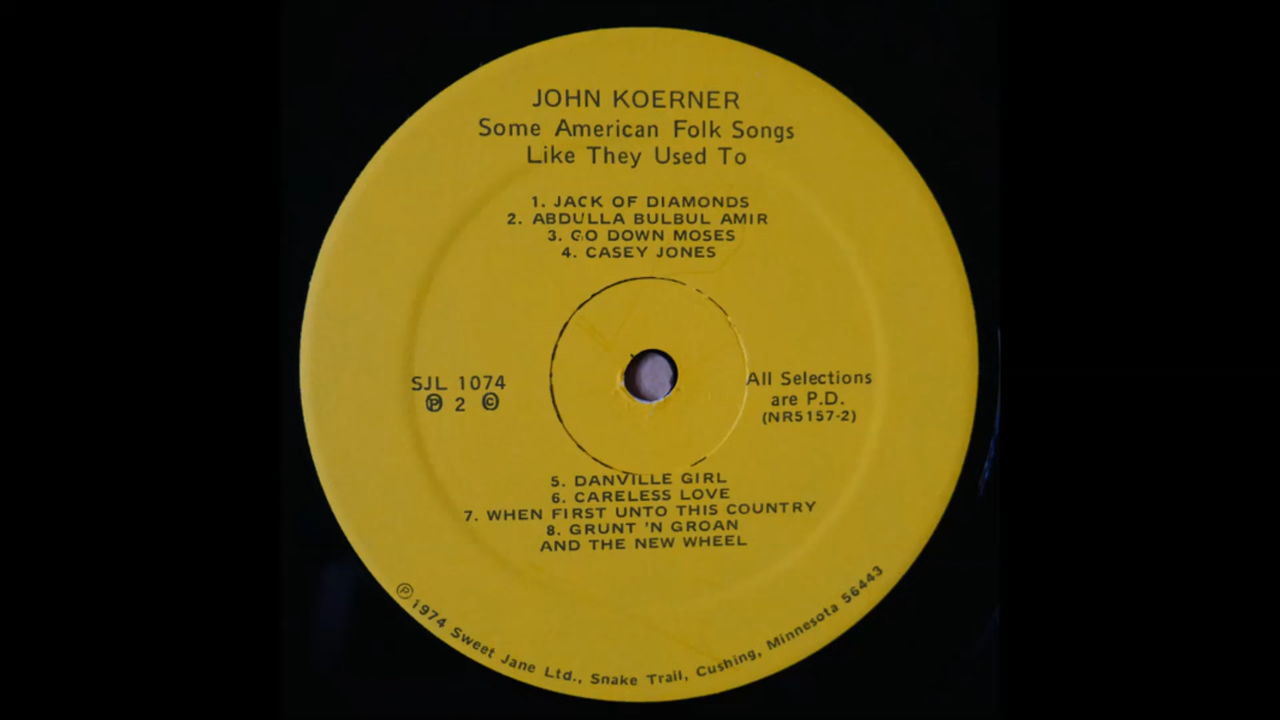 JOHN KOERNER
Some American Folk Songs
Like They Used To
1. JACK OF DIAMONDS
2. ABDULLA BULBUL AMIR
3. GO DOWN MOSES
4. CASEY JONES
SJL 1074
Ⓟ 2 ©
All Selections
are P.D.
(NR5157-2)
5. DANVILLE GIRL
6. CARELESS LOVE
7. WHEN FIRST UNTO THIS COUNTRY
8. GRUNT 'N GROAN
AND THE NEW WHEEL
Ⓟ 1974 Sweet Jane Ltd., Snake Trail, Cushing, Minnesota 56443